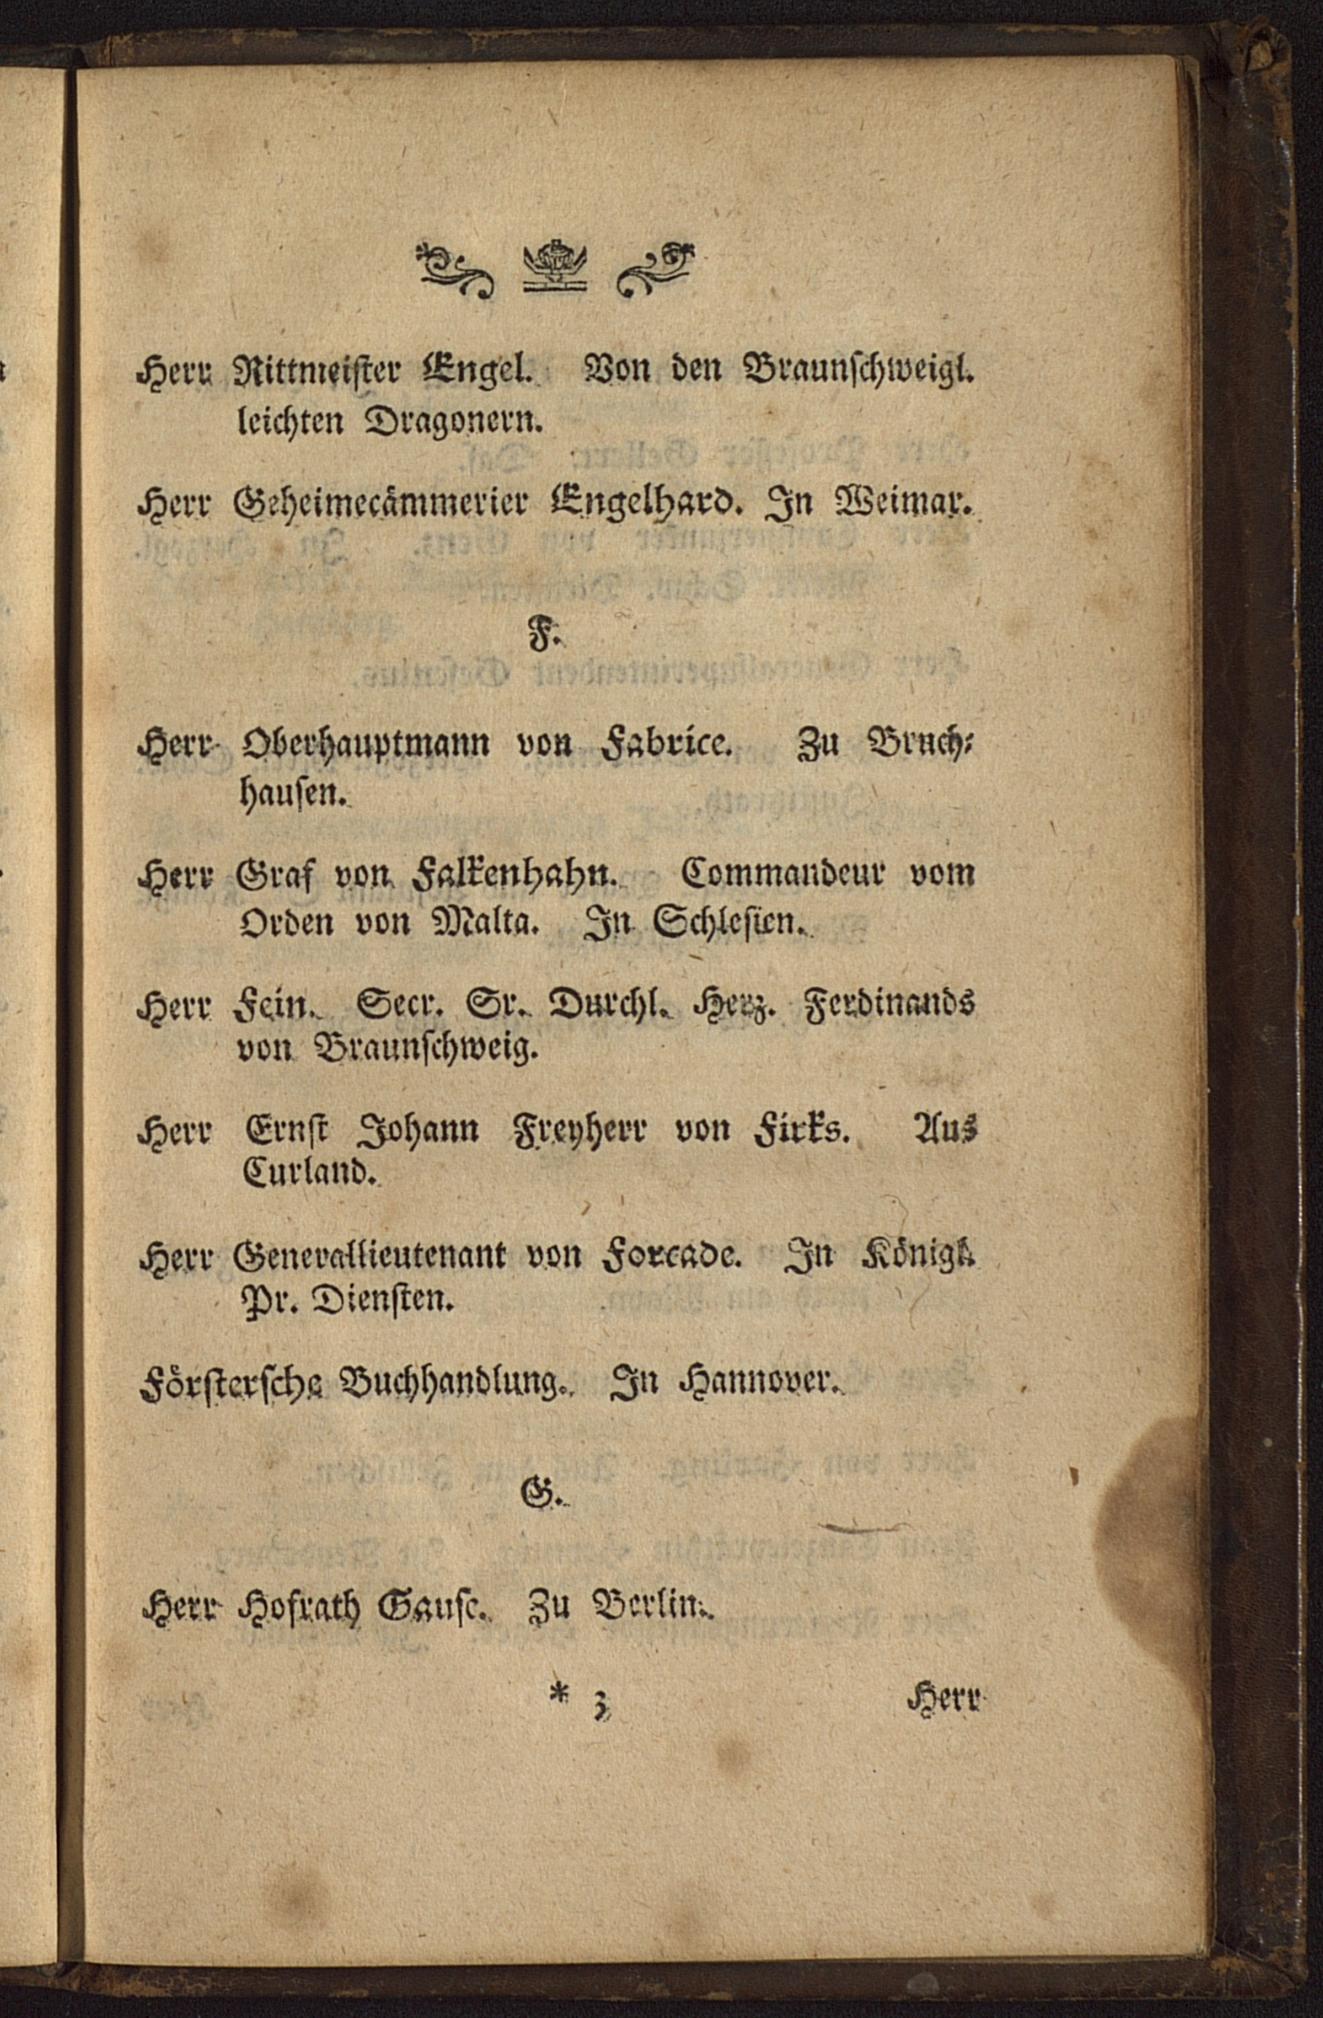 Herr Rittmeister Engel. Von den Braunschweigl.
leichten Dragonern.
Herr Geheimecämmerier Engelhard. In Weimar.
F.
Herr Oberhauptmann von Fabrice. Zu Bruch-
hausen.
Herr Graf von Falkenhahn. Commandeur vom
Orden von Malta. In Schlesien.
Herr Fein. Secr. Sr. Durchl. Herz. Ferdinands
von Braunschweig.
Herr Ernst Johann Freyherr von Firks. Aus
Curland.
Herr Generallieutenant von Forcade. In Königl.
Pr. Diensten.
Förstersche Buchhandlung. In Hannover.
G.
Herr Hofrath Gause. Zu Berlin.
* 3 Herr